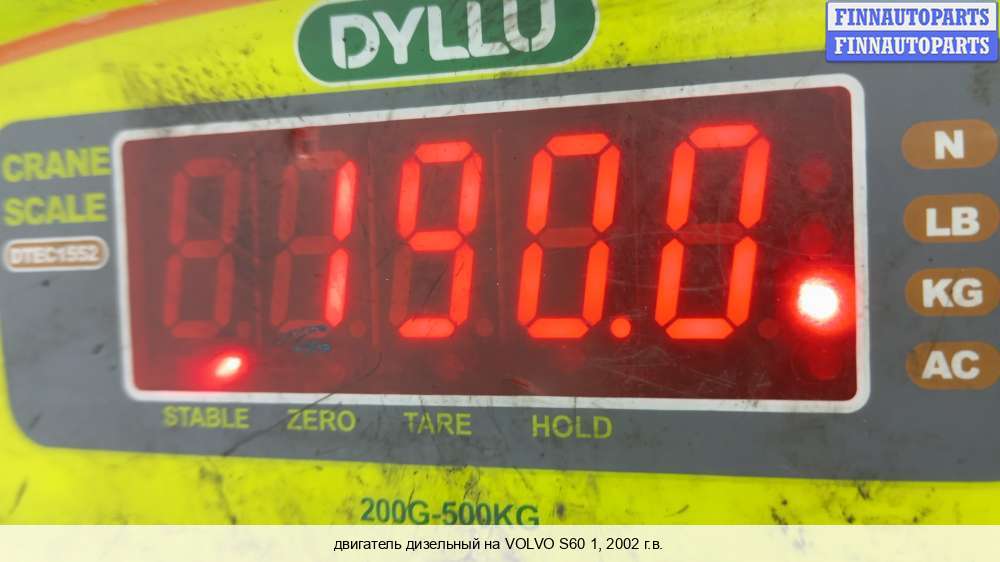 DYLLU
FINNAUTOPARTS
FINNAUTOPARTS
CRANE
SCALE
DTEC1552
190.0
N
LB
KG
AC
STABLE ZERO TARE HOLD
200G-500KG
двигатель дизельный на VOLVO S60 1, 2002 г.в.